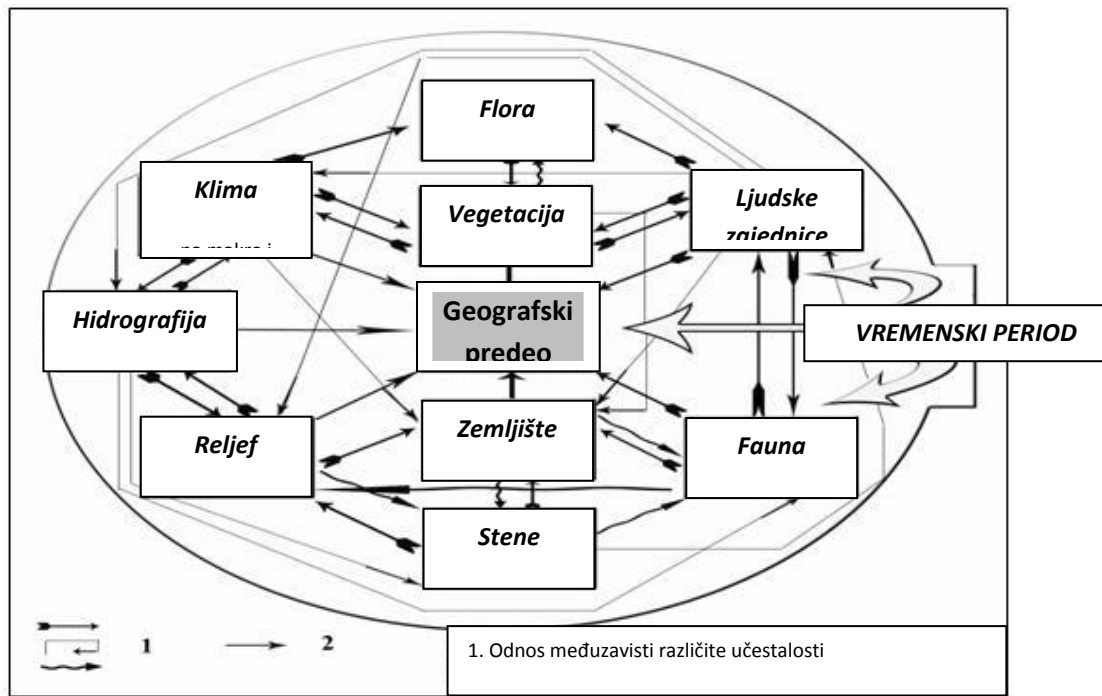 Flora
Klima
Vegetacija
Ljudske
zajednice
Hidrografija
Geografski
predeo
VREMENSKI PERIOD
Reljef
Zemljište
Fauna
Stene
1
2
1. Odnos međuzavisti različite učestalosti